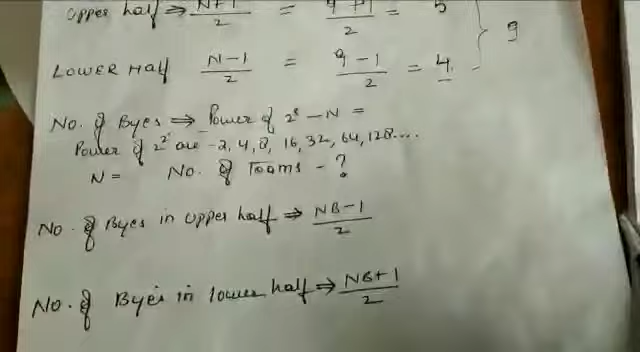 Upper half ⇒ N+1/2 = 9+1/2 = 5
LOWER Half N-1/2 = 9-1/2 = 4 } 9
No. of Byes ⇒ Power of 2's - N =
Power of 2's are - 2, 4, 8, 16, 32, 64, 128...
N = No. of Teams - ?
No. of Byes in upper half ⇒ NB-1/2
No. of Byes in lower half ⇒ NB+1/2